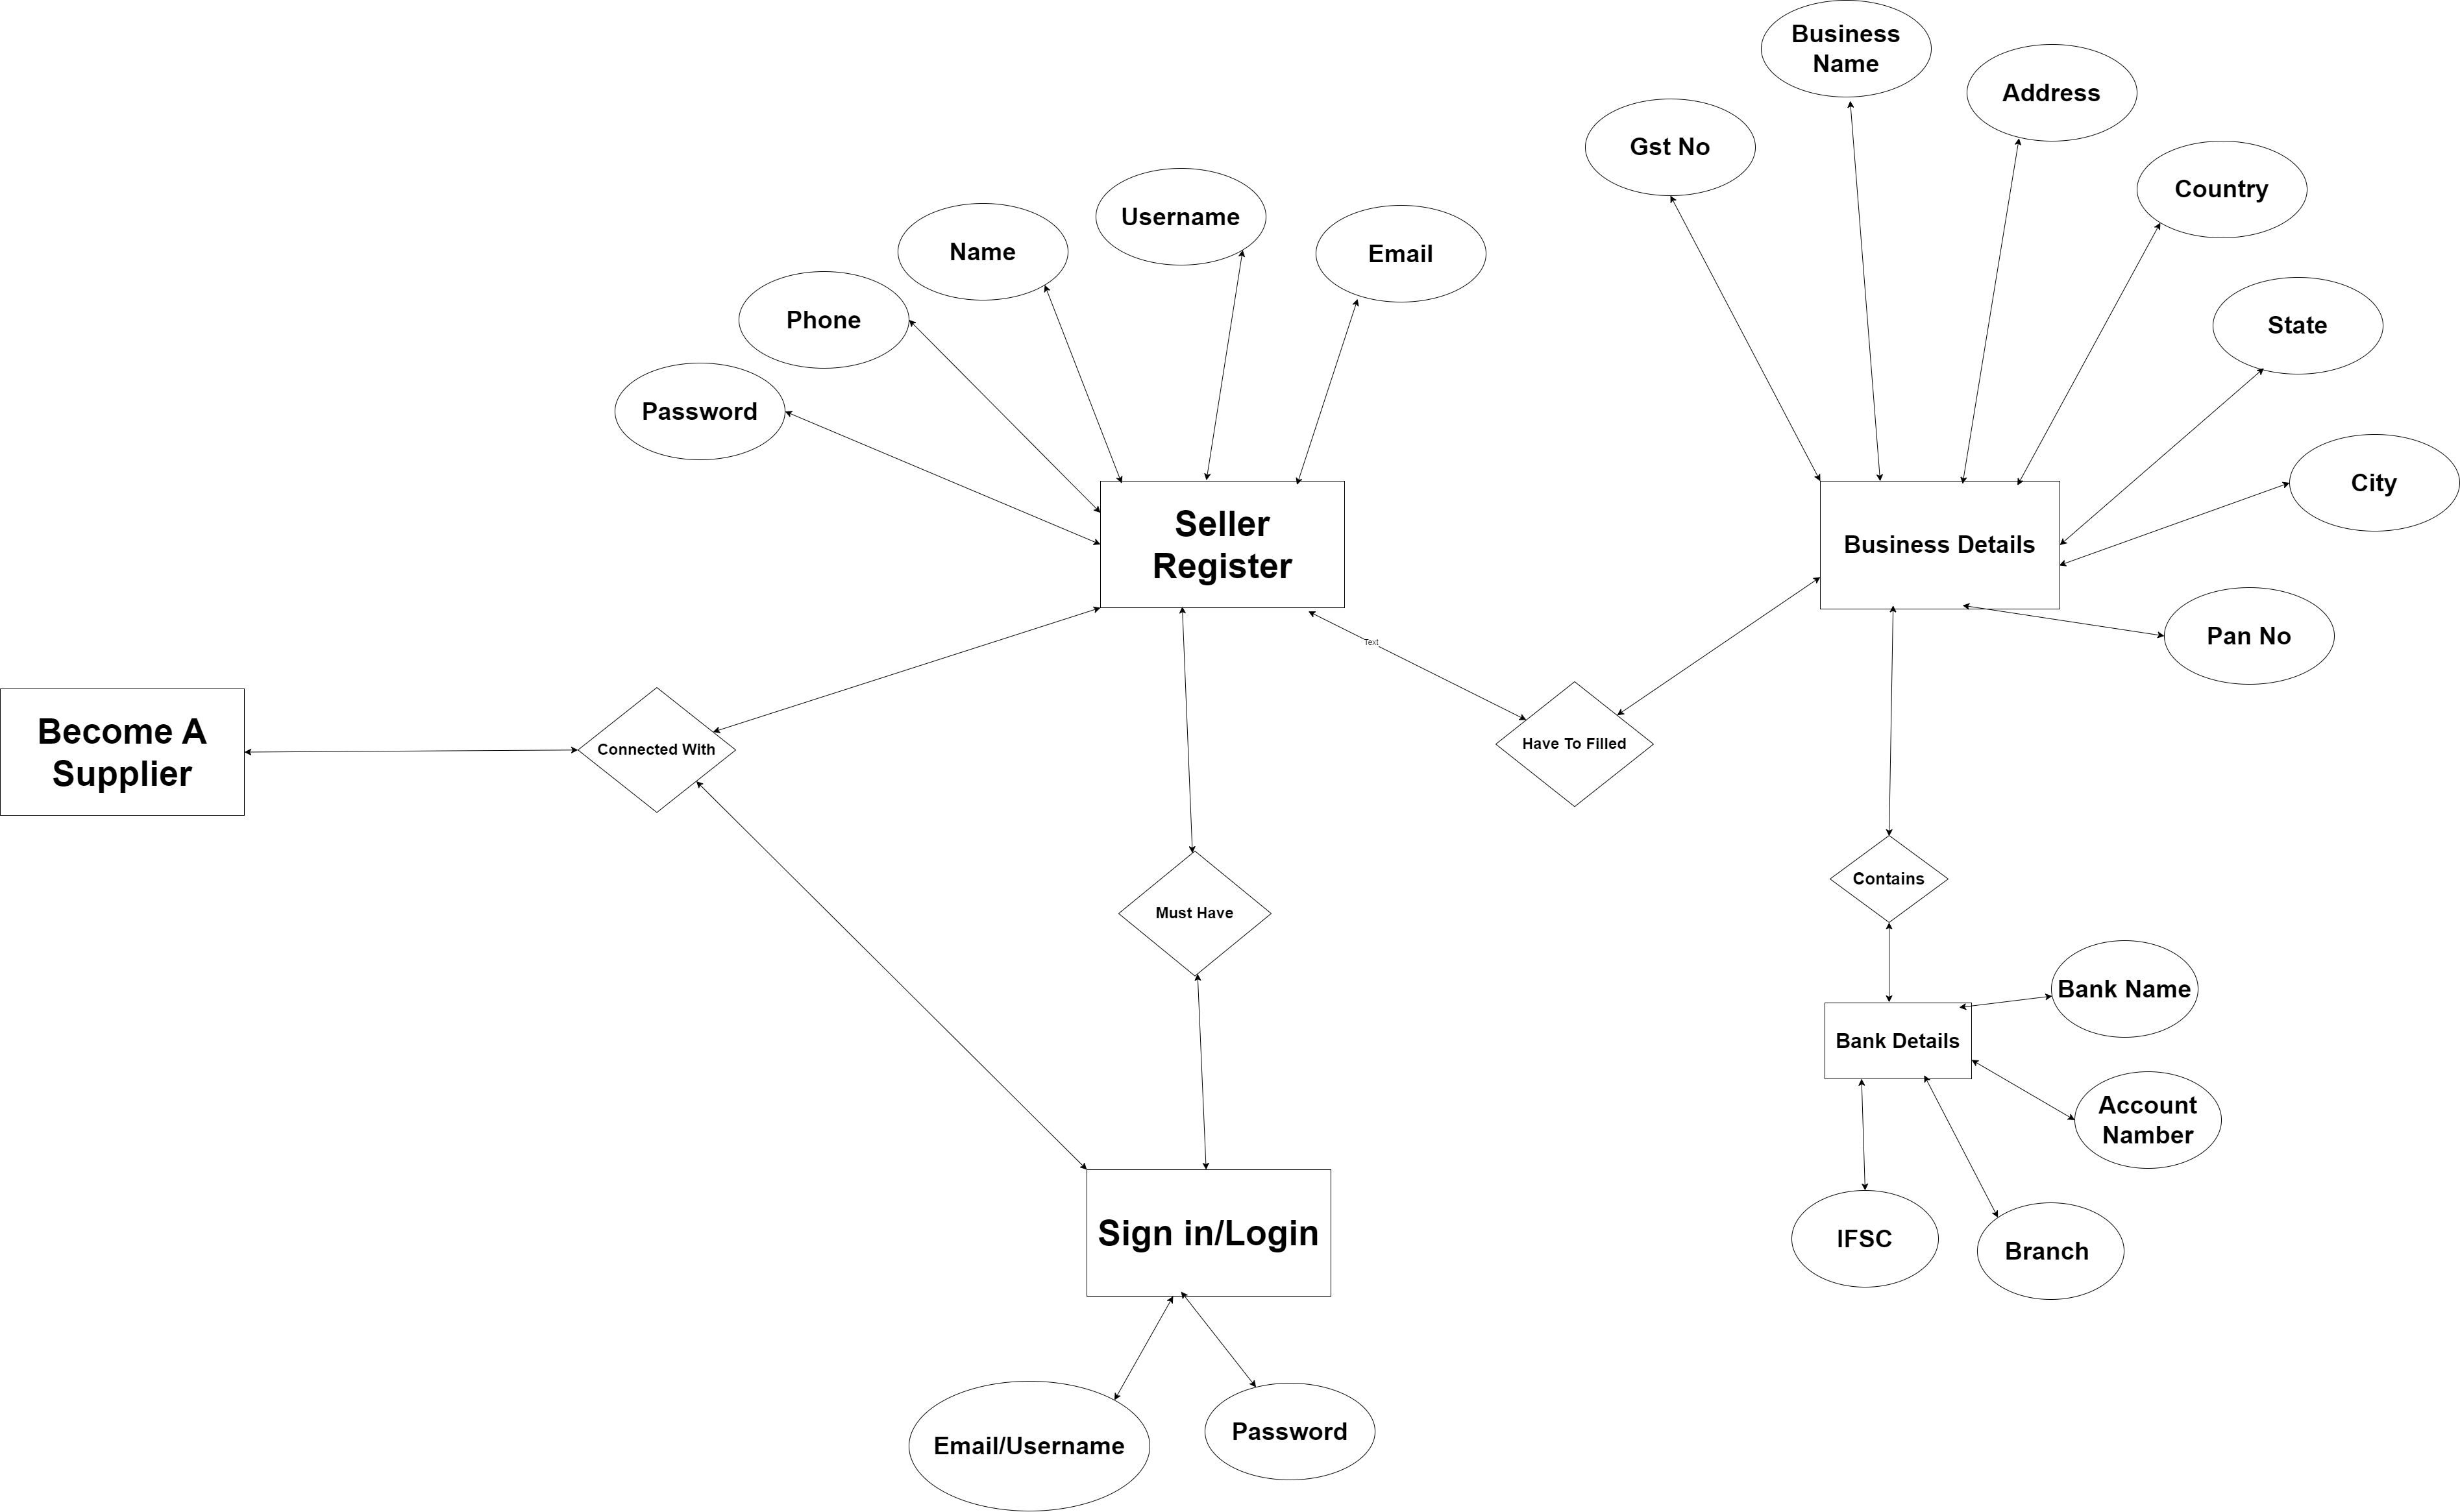 Business
Name
Address
Gst No
Country
Username
Name
Email
Phone
State
Password
City
Seller
Register
Business Details
Pan No
Text
Become A
Supplier
Connected With
Have To Filled
Contains
Must Have
Bank Name
Bank Details
Account
Namber
Sign in/Login
IFSC
Branch
Email/Username
Password